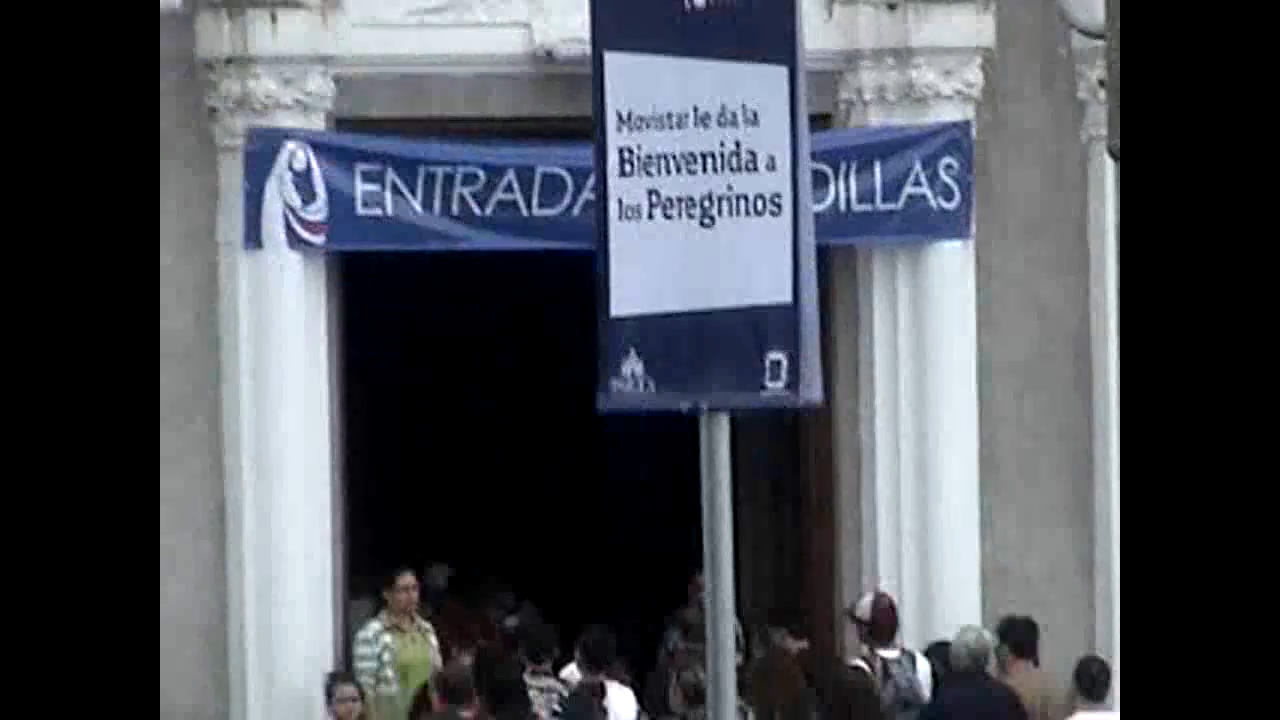 ENTRADA DILLAS
Movistar le da la
Bienvenida a
los Peregrinos